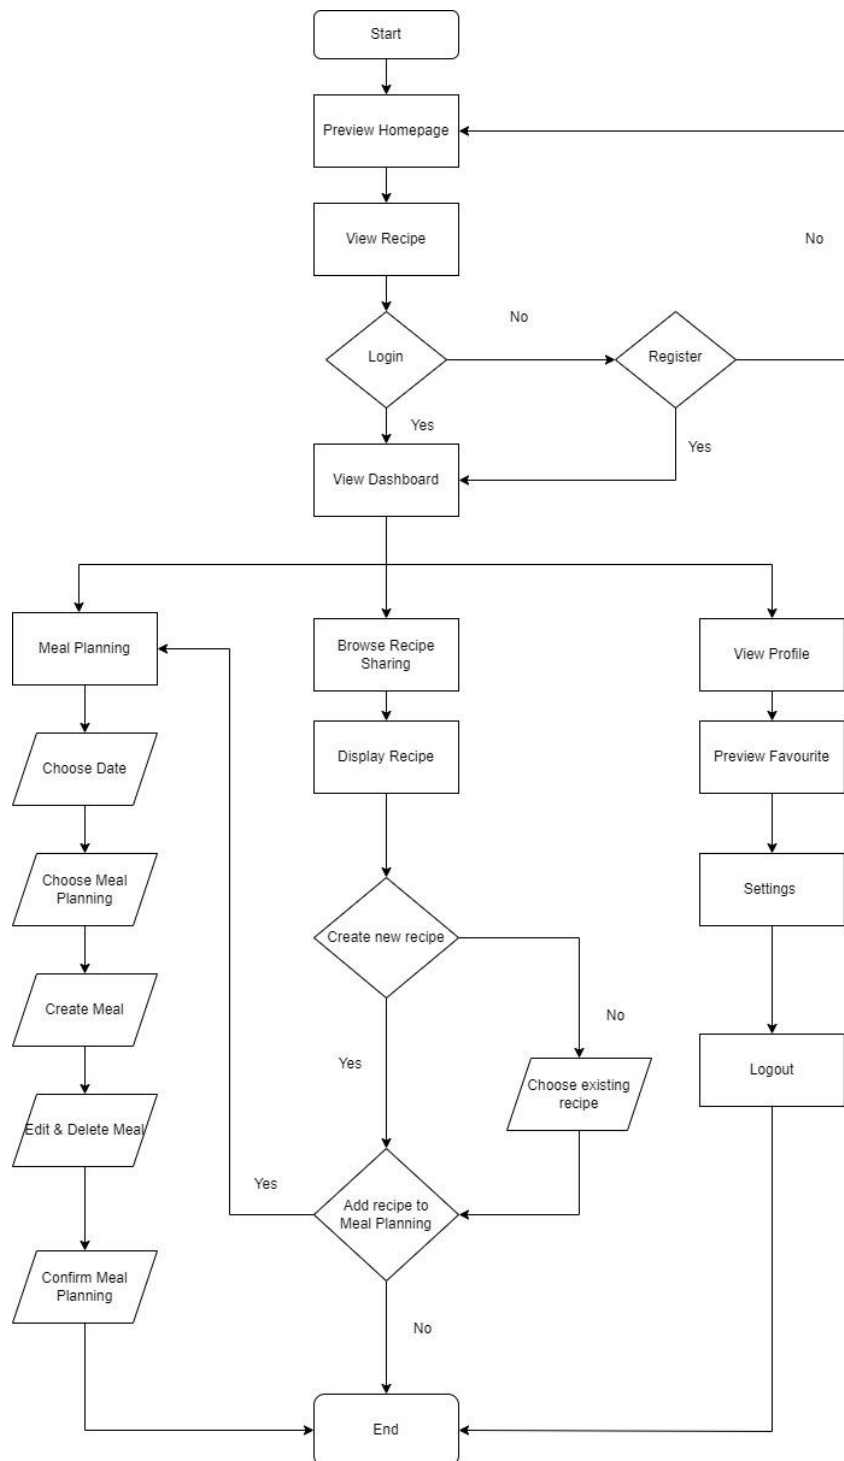 Start
Preview Homepage
View Recipe
No
No
Login
Register
Yes
Yes
View Dashboard
Meal Planning
Browse Recipe
Sharing
View Profile
Choose Date
Display Recipe
Preview Favourite
Choose Meal
Planning
Create new recipe
Settings
Create Meal
No
Yes
Choose existing
recipe
Logout
Edit & Delete Meal
Yes
Add recipe to
Meal Planning
Confirm Meal
Planning
No
End